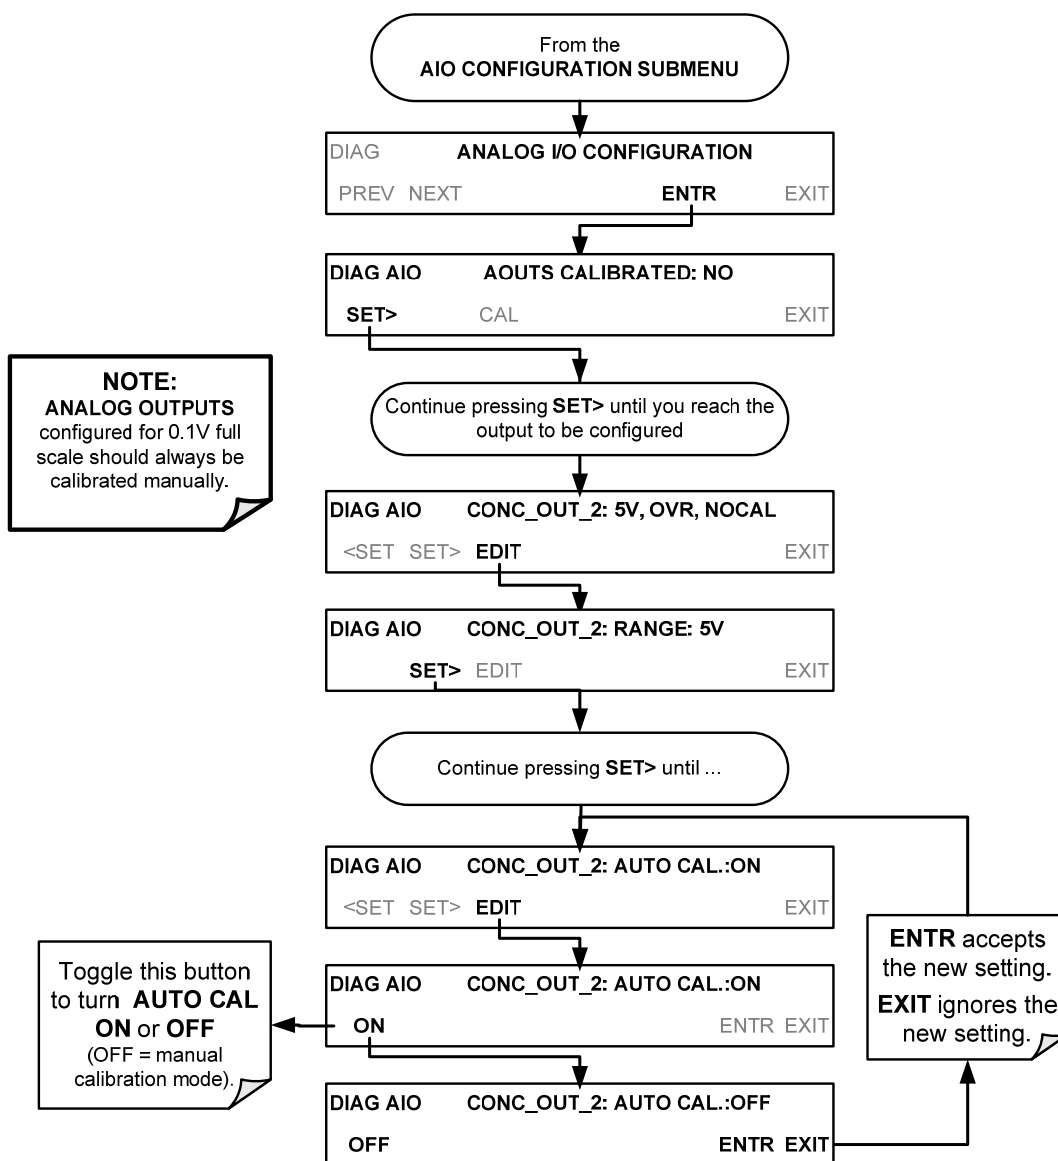 From the
AIO CONFIGURATION SUBMENU
DIAG ANALOG I/O CONFIGURATION
PREV NEXT ENTR EXIT
DIAG AIO AOUTS CALIBRATED: NO
SET> CAL EXIT
NOTE:
ANALOG OUTPUTS
configured for 0.1V full
scale should always be
calibrated manually.
Continue pressing SET> until you reach the
output to be configured
DIAG AIO CONC_OUT_2: 5V, OVR, NOCAL
<SET SET> EDIT EXIT
DIAG AIO CONC_OUT_2: RANGE: 5V
SET> EDIT EXIT
Continue pressing SET> until ...
DIAG AIO CONC_OUT_2: AUTO CAL.:ON
<SET SET> EDIT EXIT
DIAG AIO CONC_OUT_2: AUTO CAL.:ON
ON ENTR EXIT
Toggle this button
to turn AUTO CAL
ON or OFF
(OFF = manual
calibration mode).
DIAG AIO CONC_OUT_2: AUTO CAL.:OFF
OFF ENTR EXIT
ENTR accepts
the new setting.
EXIT ignores the
new setting.